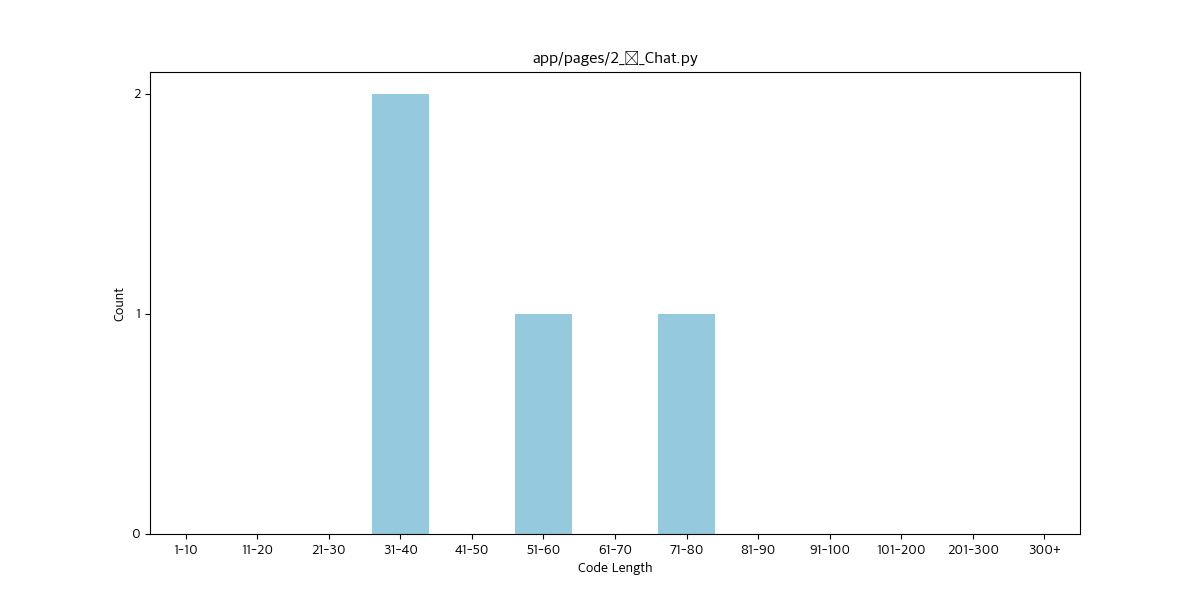 app/pages/2_☒_Chat.py
2
1
0
Count
1-10 11-20 21-30 31-40 41-50 51-60 61-70 71-80 81-90 91-100 101-200 201-300 300+
Code Length